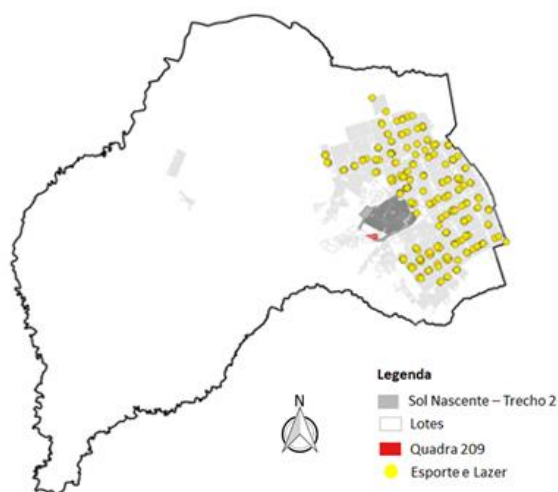 N
Legenda
Sol Nascente – Trecho 2
Lotes
Quadra 209
Esporte e Lazer